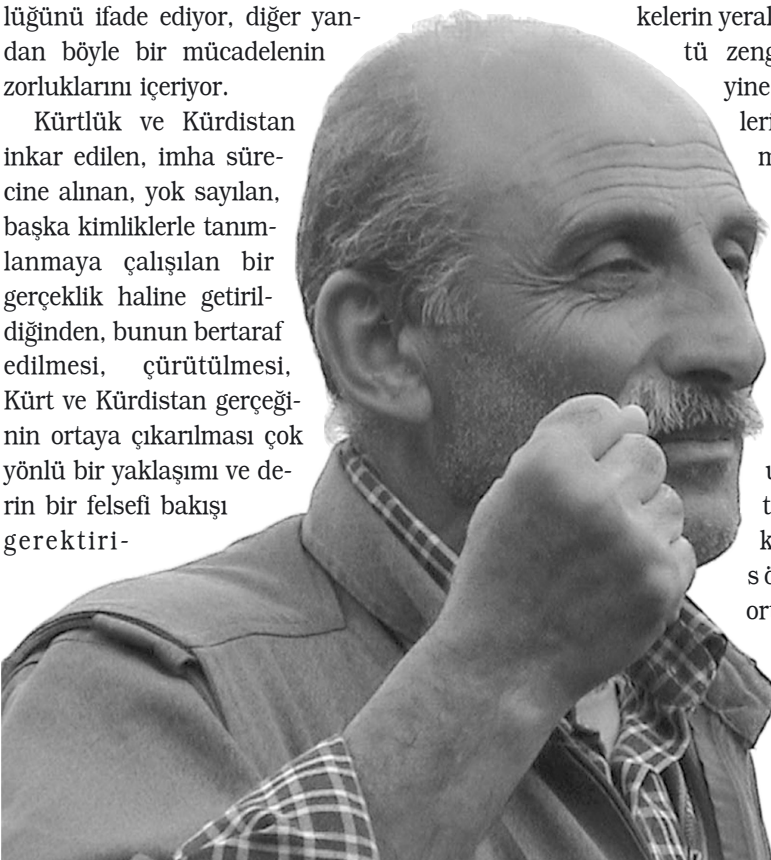 lüğünü ifade ediyor, diğer yan-
dan böyle bir mücadelenin
zorluklarını içeriyor.
Kürtlük ve Kürdistan
inkar edilen, imha süre-
cine alınan, yok sayılan,
başka kimliklerle tanım-
lanmaya çalışılan bir
gerçeklik haline getiril-
diğinden, bunun bertaraf
edilmesi, çürütülmesi,
Kürt ve Kürdistan gerçeği-
nin ortaya çıkarılması çok
yönlü bir yaklaşımı ve de-
rin bir felsefi bakışı
gerektiri-
kelerin
tü
yine